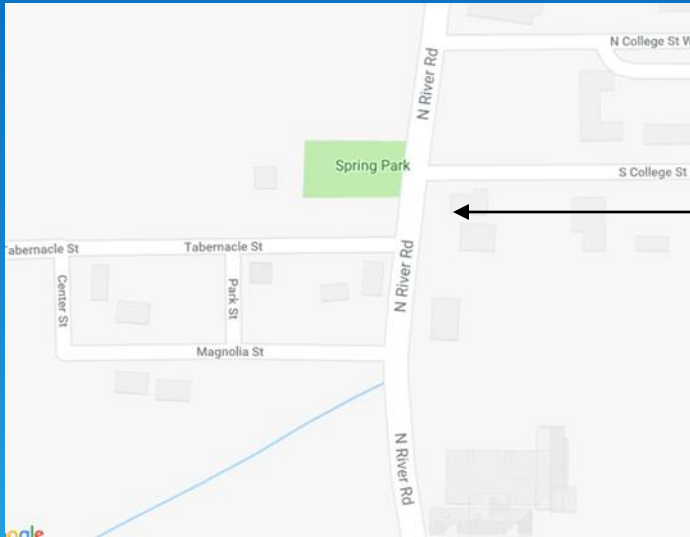 N College St W
N River Rd
Spring Park
S College St
Tabernacle St
Tabernacle St
N River Rd
Center St
Park St
Magnolia St
N River Rd